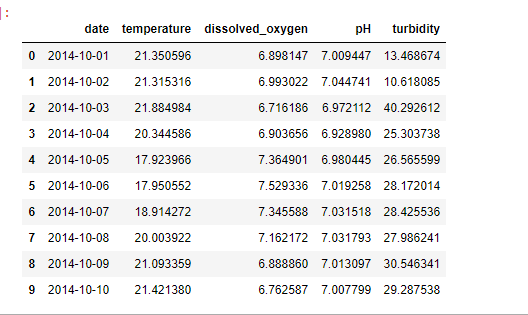 :
date temperature dissolved_oxygen pH turbidity
0 2014-10-01 21.350596 6.898147 7.009447 13.468674
1 2014-10-02 21.315316 6.993022 7.044741 10.618085
2 2014-10-03 21.884984 6.716186 6.972112 40.292612
3 2014-10-04 20.344586 6.903656 6.928980 25.303738
4 2014-10-05 17.923966 7.364901 6.980445 26.565599
5 2014-10-06 17.950552 7.529336 7.019258 28.172014
6 2014-10-07 18.914272 7.345588 7.031518 28.425536
7 2014-10-08 20.003922 7.162172 7.031793 27.986241
8 2014-10-09 21.093359 6.888860 7.013097 30.546341
9 2014-10-10 21.421380 6.762587 7.007799 29.287538